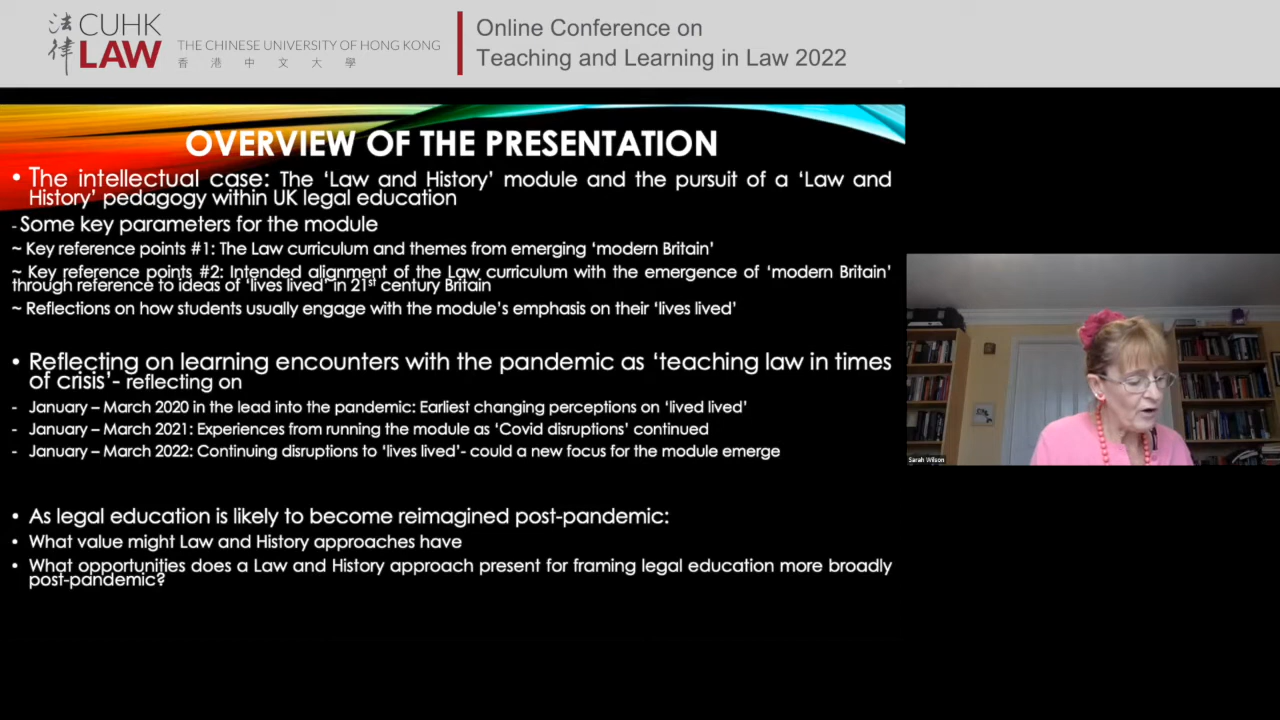 法律
CUHK
LAW
THE CHINESE UNIVERSITY OF HONG KONG
香港中文大學
Online Conference on
Teaching and Learning in Law 2022
OVERVIEW OF THE PRESENTATION
• The intellectual case: The ‘Law and History’ module and the pursuit of a ‘Law and
History’ pedagogy within UK legal education
- Some key parameters for the module
~ Key reference points #1: The Law curriculum and themes from emerging ‘modern Britain’
~ Key reference points #2: Intended alignment of the Law curriculum with the emergence of ‘modern Britain’
through reference to ideas of ‘lives lived’ in 21st century Britain
~ Reflections on how students usually engage with the module’s emphasis on their ‘lives lived’
• Reflecting on learning encounters with the pandemic as ‘teaching law in times
of crisis’- reflecting on
- January – March 2020 in the lead into the pandemic: Earliest changing perceptions on ‘lived lived’
- January – March 2021: Experiences from running the module as ‘Covid disruptions’ continued
- January – March 2022: Continuing disruptions to ‘lives lived’- could a new focus for the module emerge
• As legal education is likely to become reimagined post-pandemic:
• What value might Law and History approaches have
• What opportunities does a Law and History approach present for framing legal education more broadly
post-pandemic?
Sarah Wilson